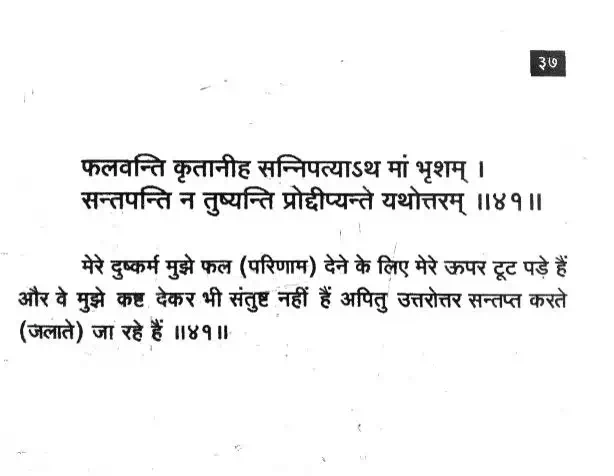 ३७
फलवन्ति कृतानीह सन्निपत्याऽथ मां भृशम् ।
सन्तपन्ति न तुष्यन्ति प्रोद्दीप्यन्ते यथोत्तरम् ॥४१॥
मेरे दुष्कर्म मुझे फल (परिणाम) देने के लिए मेरे ऊपर टूट पड़े हैं
और वे मुझे कष्ट देकर भी संतुष्ट नहीं हैं अपितु उत्तरोत्तर सन्तप्त करते
(जलाते) जा रहे हैं ॥४१॥